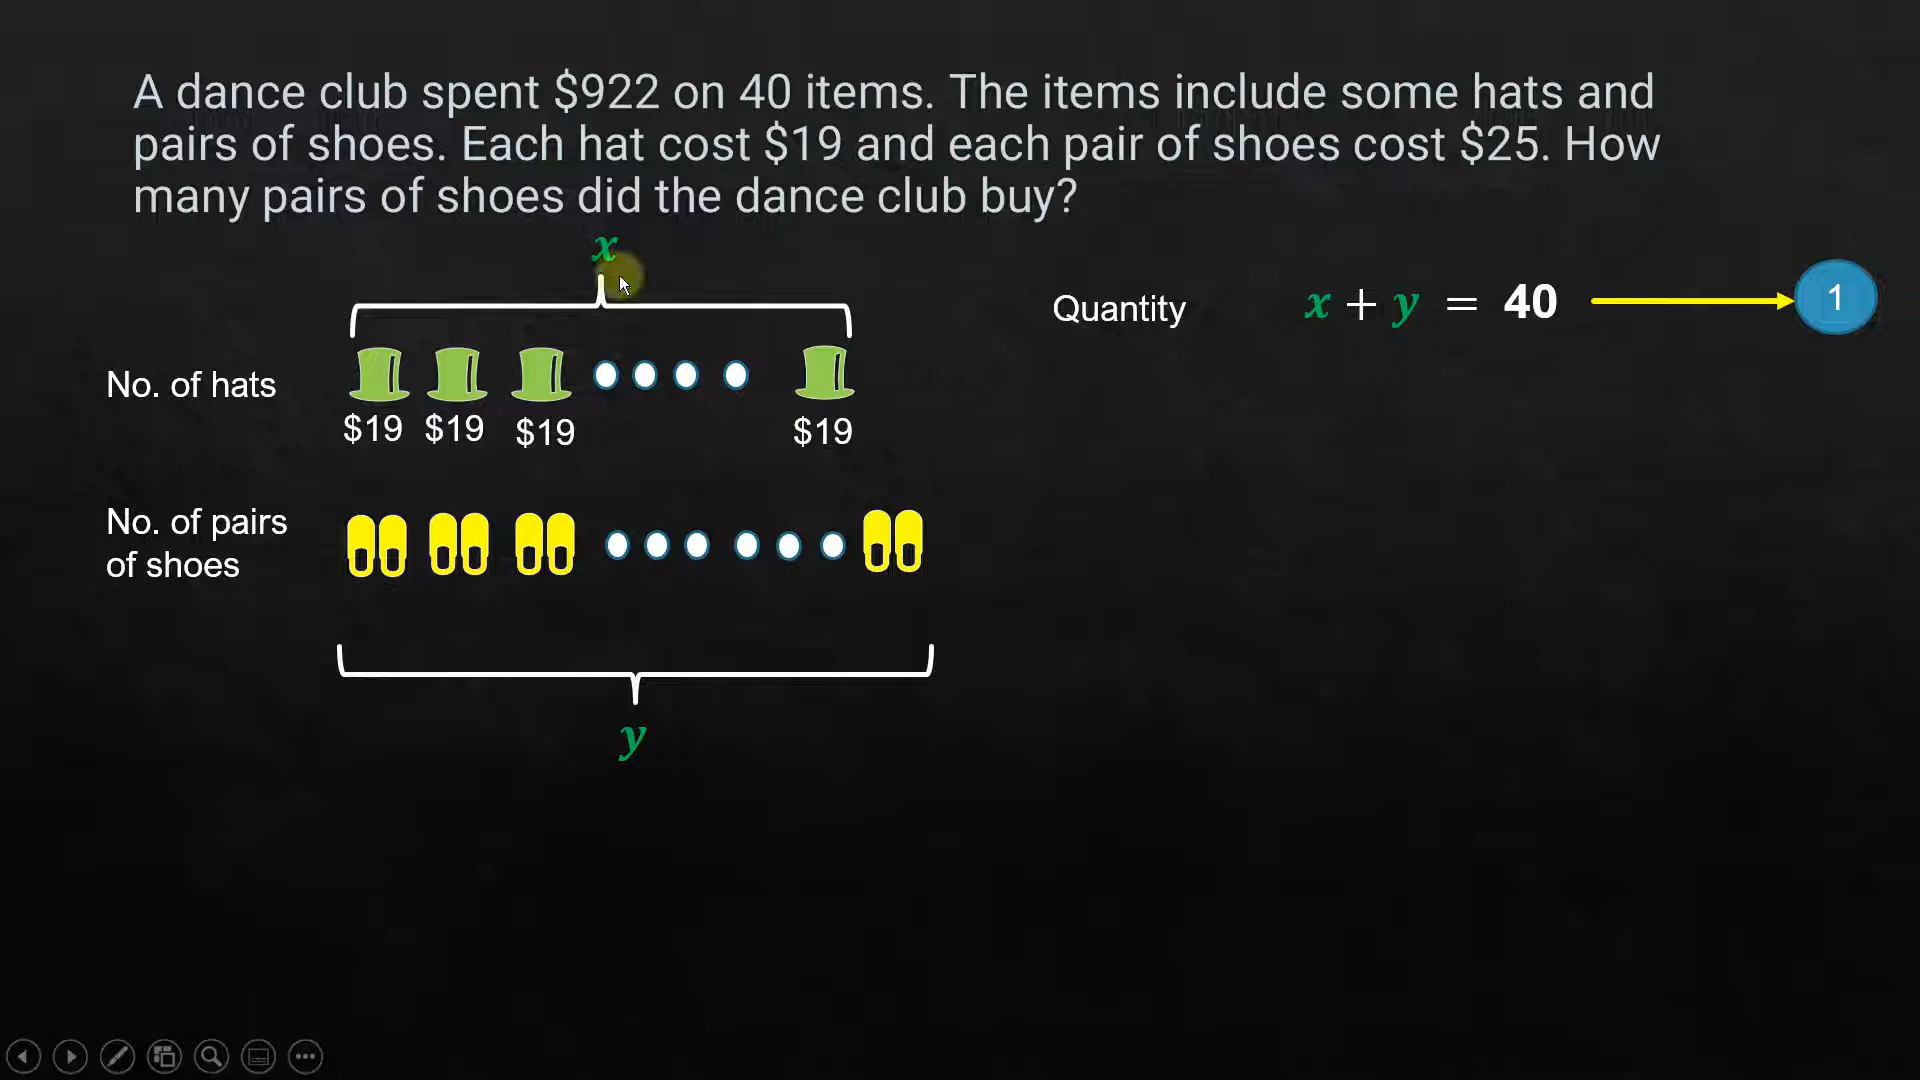 A dance club spent $922 on 40 items. The items include some hats and
pairs of shoes. Each hat cost $19 and each pair of shoes cost $25. How
many pairs of shoes did the dance club buy?
x
Quantity x + y = 40 1
No. of hats
$19 $19 $19 $19
No. of pairs
of shoes
y